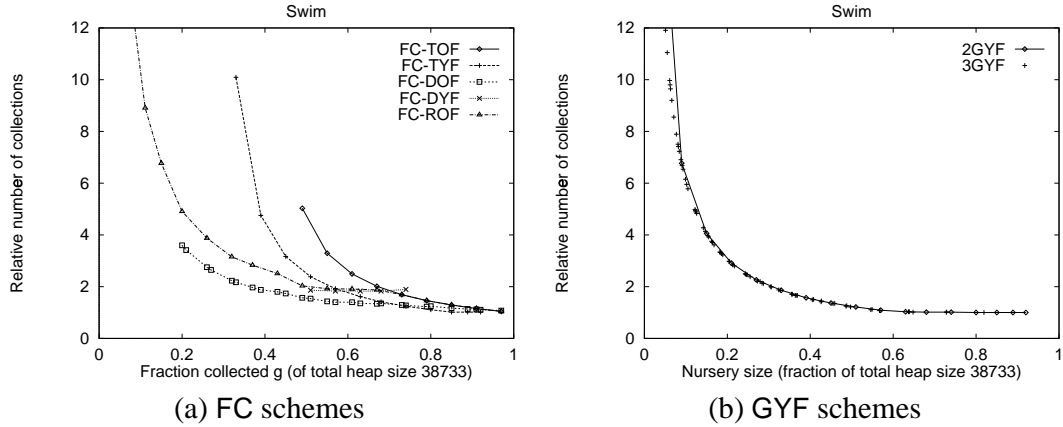 Swim
Relative number of collections
12
10
8
6
4
2
0
FC-TOF
FC-TYF
FC-DOF
FC-DYF
FC-ROF
0 0.2 0.4 0.6 0.8 1
Fraction collected g (of total heap size 38733)
(a) FC schemes
Swim
Relative number of collections
12
10
8
6
4
2
0
2GYF
3GYF
0 0.2 0.4 0.6 0.8 1
Nursery size (fraction of total heap size 38733)
(b) GYF schemes